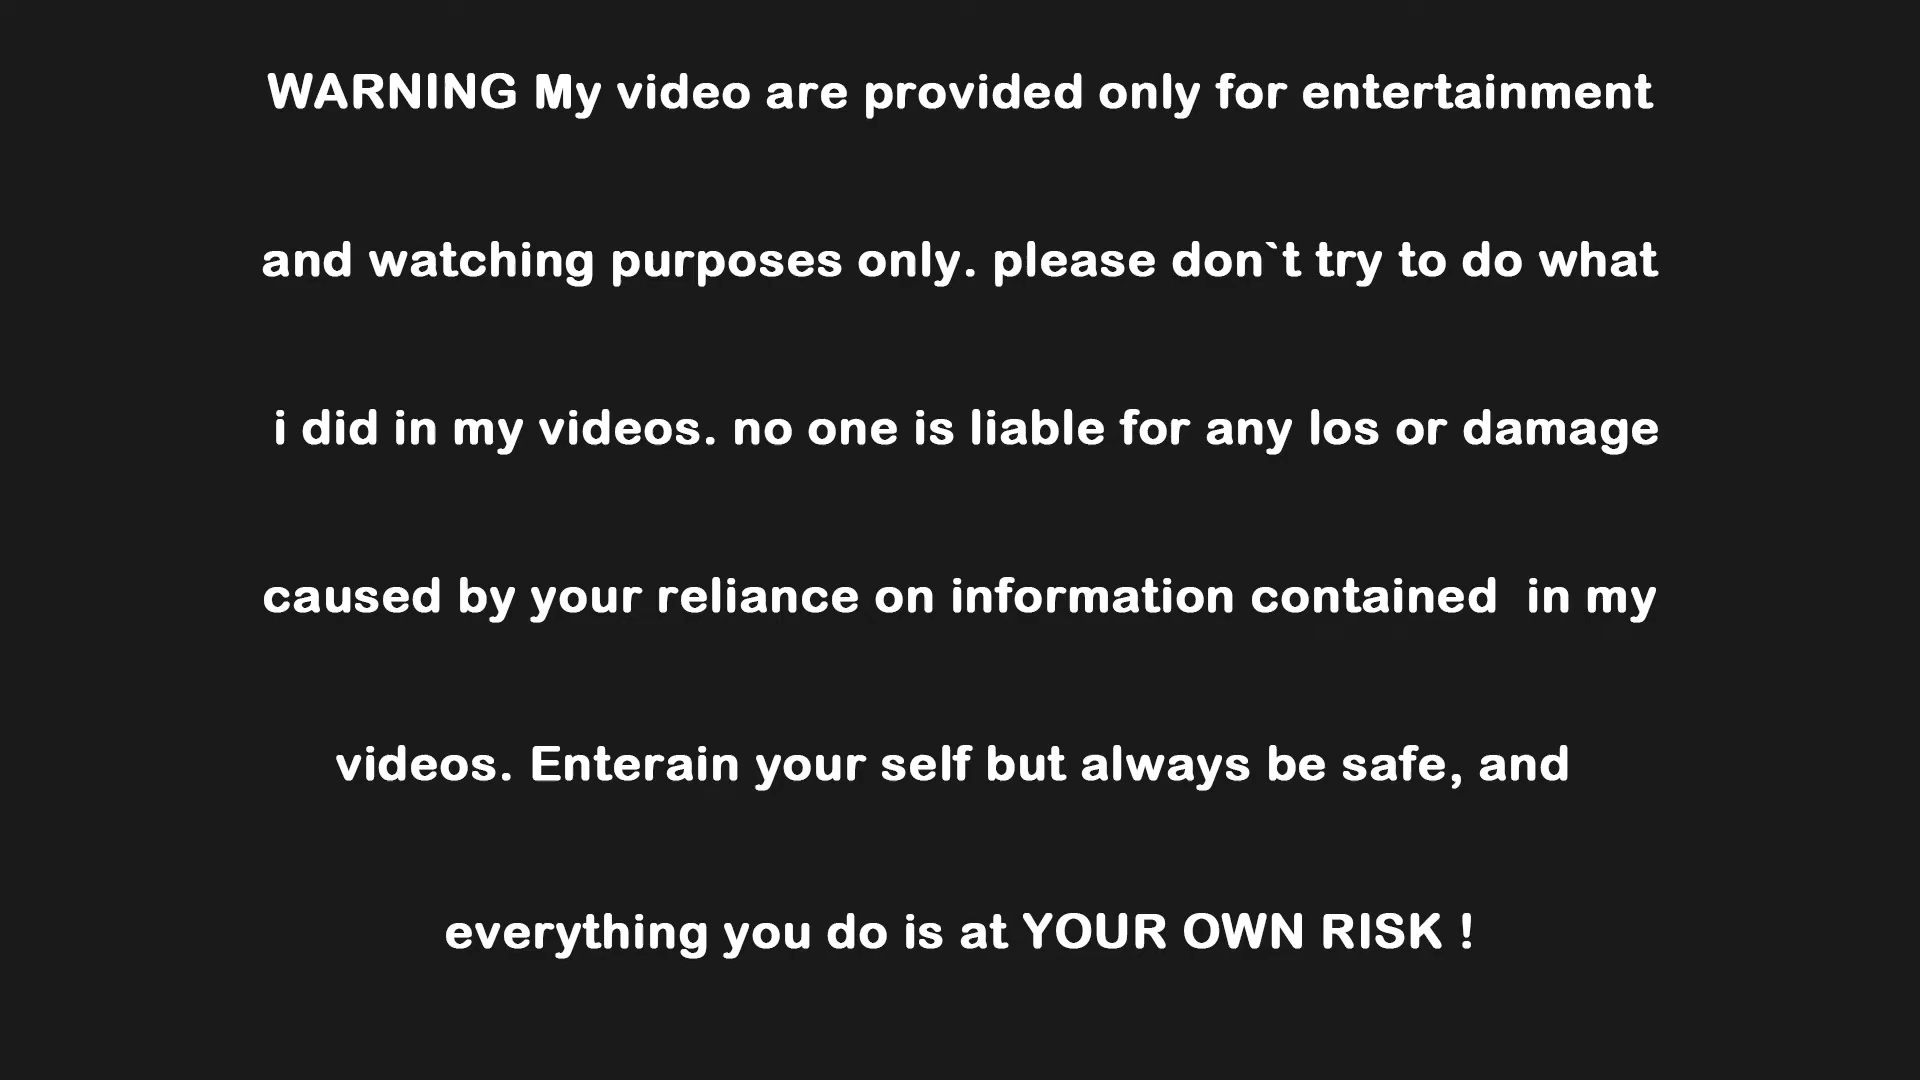 WARNING My video are provided only for entertainment
and watching purposes only. please don`t try to do what
i did in my videos. no one is liable for any los or damage
caused by your reliance on information contained  in my
videos. Enterain your self but always be safe, and
everything you do is at YOUR OWN RISK !